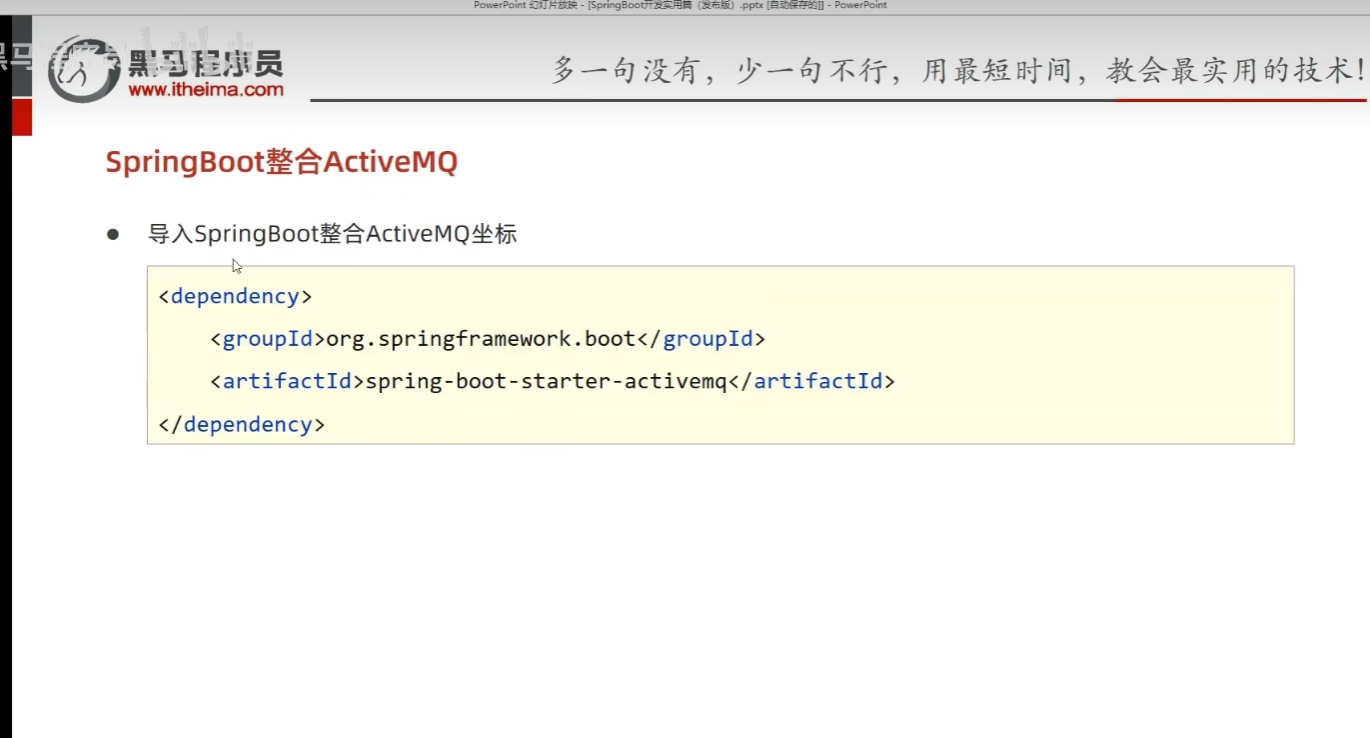 PowerPoint 幻灯片放映 - [SpringBoot开发实用篇（发布版）.pptx [自动保存的]] - PowerPoint
黑马程序员
www.itheima.com
多一句没有，少一句不行，用最短时间，教会最实用的技术！
SpringBoot整合ActiveMQ
● 导入SpringBoot整合ActiveMQ坐标
<dependency>
<groupId>org.springframework.boot</groupId>
<artifactId>spring-boot-starter-activemq</artifactId>
</dependency>